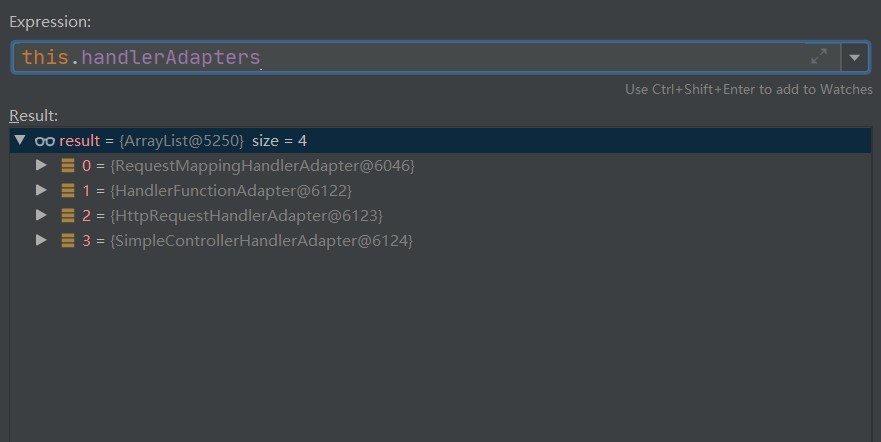 Expression:
this.handlerAdapters
Use Ctrl+Shift+Enter to add to Watches
Result:
result = {ArrayList@5250} size = 4
0 = {RequestMappingHandlerAdapter@6046}
1 = {HandlerFunctionAdapter@6122}
2 = {HttpRequestHandlerAdapter@6123}
3 = {SimpleControllerHandlerAdapter@6124}